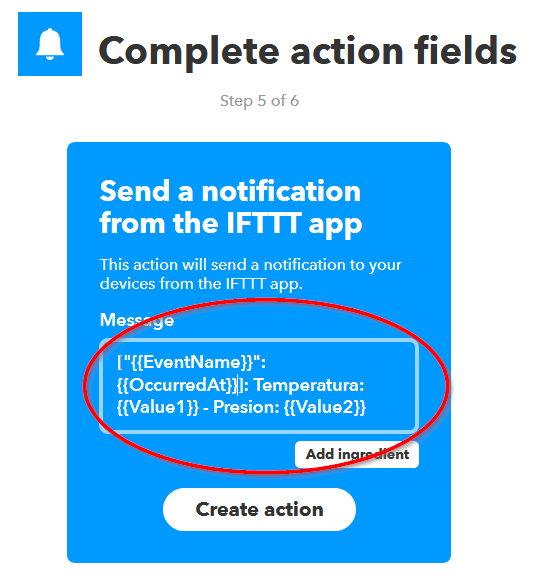 Complete action fields
Step 5 of 6
Send a notification
from the IFTTT app
This action will send a notification to your
devices from the IFTTT app.
Message
["{{EventName}}":
{{OccurredAt}}]: Temperatura:
{{Value1}} - Presion: {{Value2}}
Add ingredient
Create action